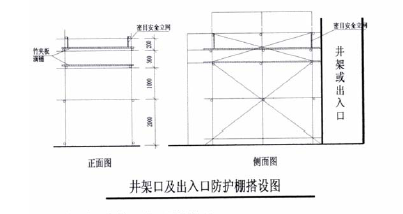 密目安全立网
竹夹板
满铺
200
300
1000
2000
正面图
密目安全立网
井架或出入口
侧面图
井架口及出入口防护棚搭设图